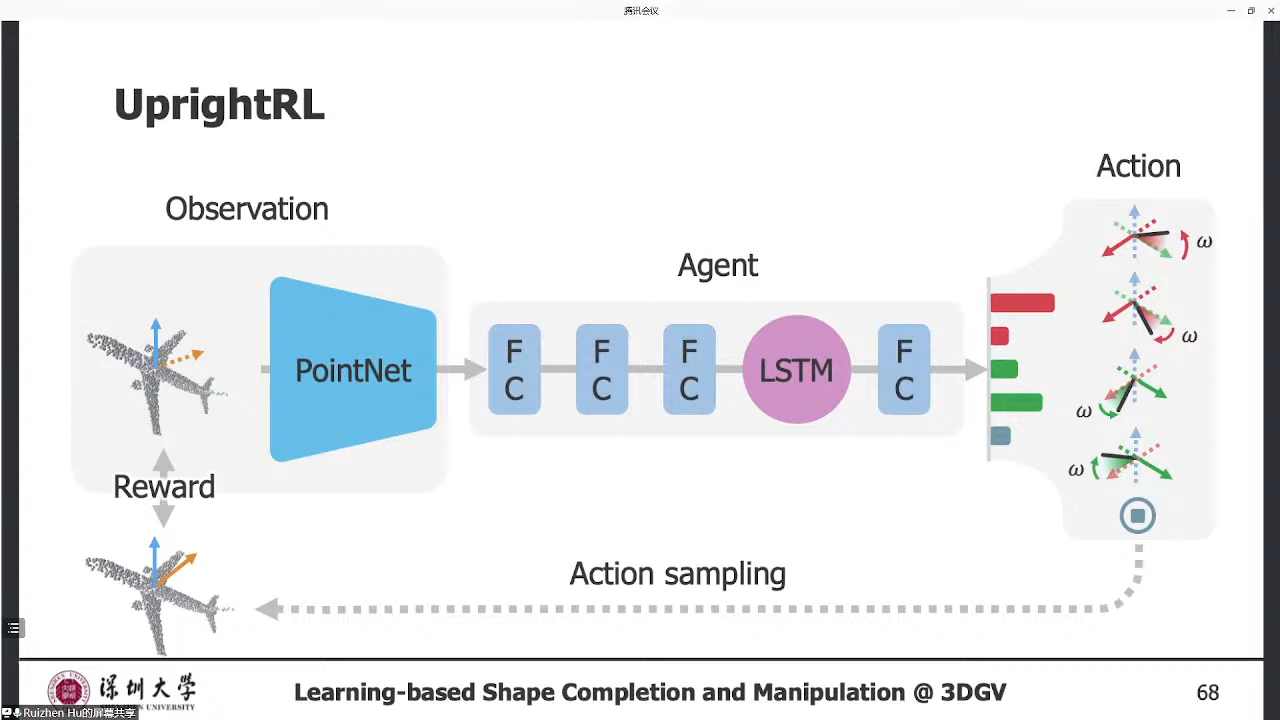 腾讯会议
UprightRL
Action
Observation
Agent
ω
PointNet
F
C
F
C
F
C
LSTM
F
C
ω
ω
ω
Reward
Action sampling
深圳大学
Learning-based Shape Completion and Manipulation @ 3DGV
68
Ruizhen Hu的屏幕共享